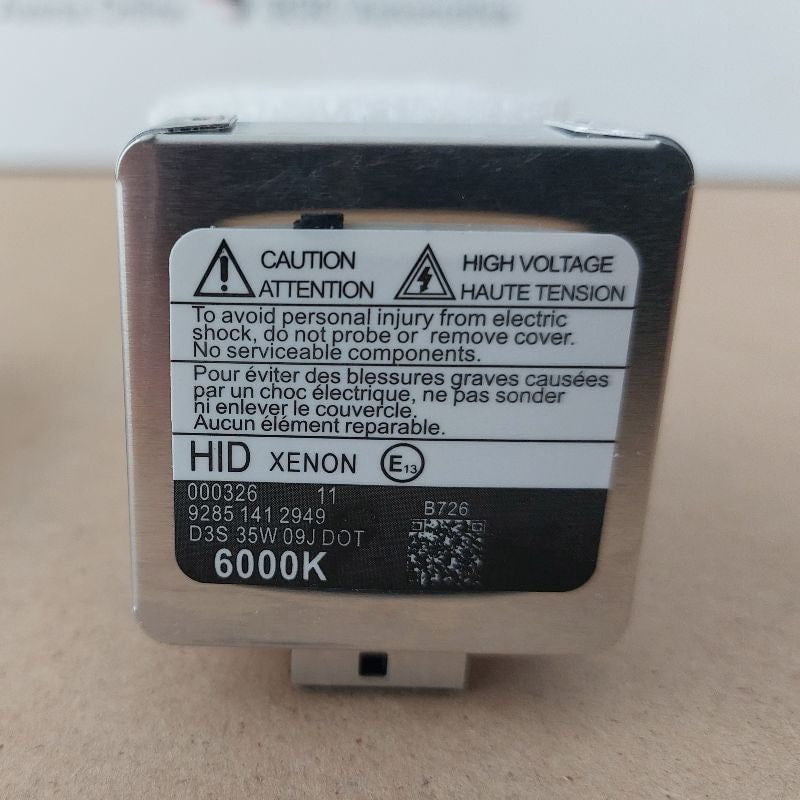 CAUTION
ATTENTION
HIGH VOLTAGE
HAUTE TENSION
To avoid personal injury from electric
shock, do not probe or remove cover.
No serviceable components.
Pour éviter des blessures graves causées
par un choc électrique, ne pas sonder
ni enlever le couvercle.
Aucun élément reparable.
HID XENON E13
000326 11
9285 141 2949
B726
D3S 35W 09J DOT
6000K